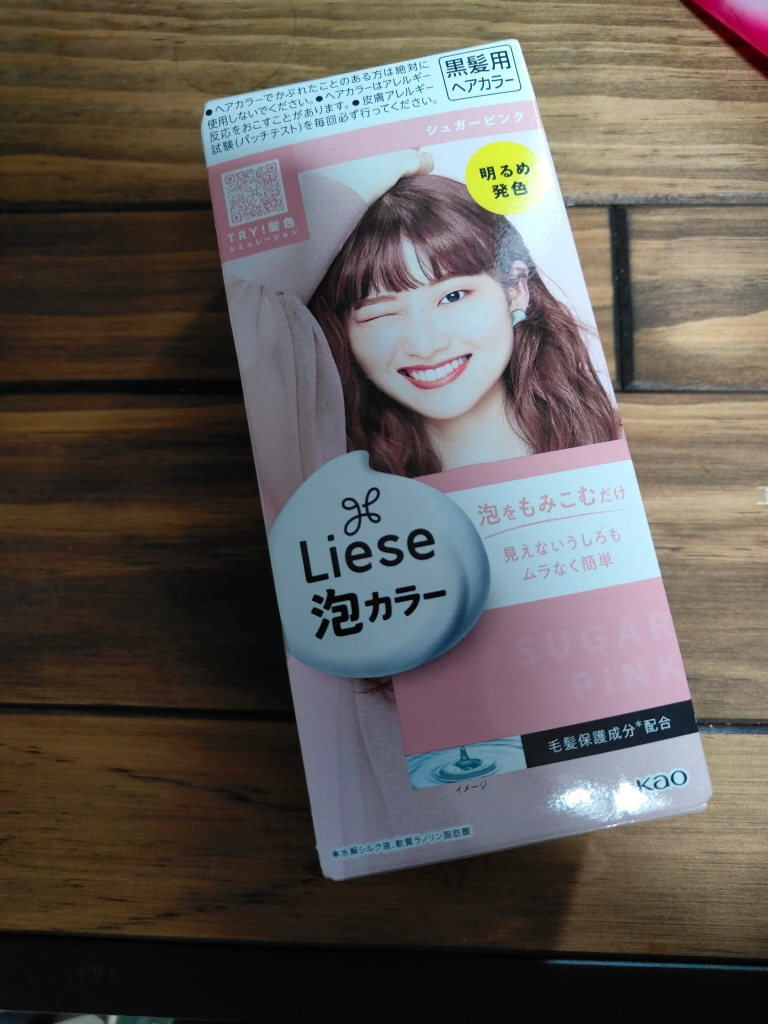 ●ヘアカラーでかぶれたことのある方は絶対に
使用しないでください。●ヘアカラーはアレルギー
反応をおこすことがあります。●皮膚アレルギー
試験(パッチテスト)を毎回必ず行ってください。
黒髪用
ヘアカラー
シュガーピンク
明るめ
発色
TRY!髪色
シミュレーション
泡をもみこむだけ
見えないうしろも
ムラなく簡単
Liese
泡カラー
SUGAR
PINK
毛髪保護成分*配合
イメージ
Kao
*水解シルク液、軟質ラノリン脂肪酸